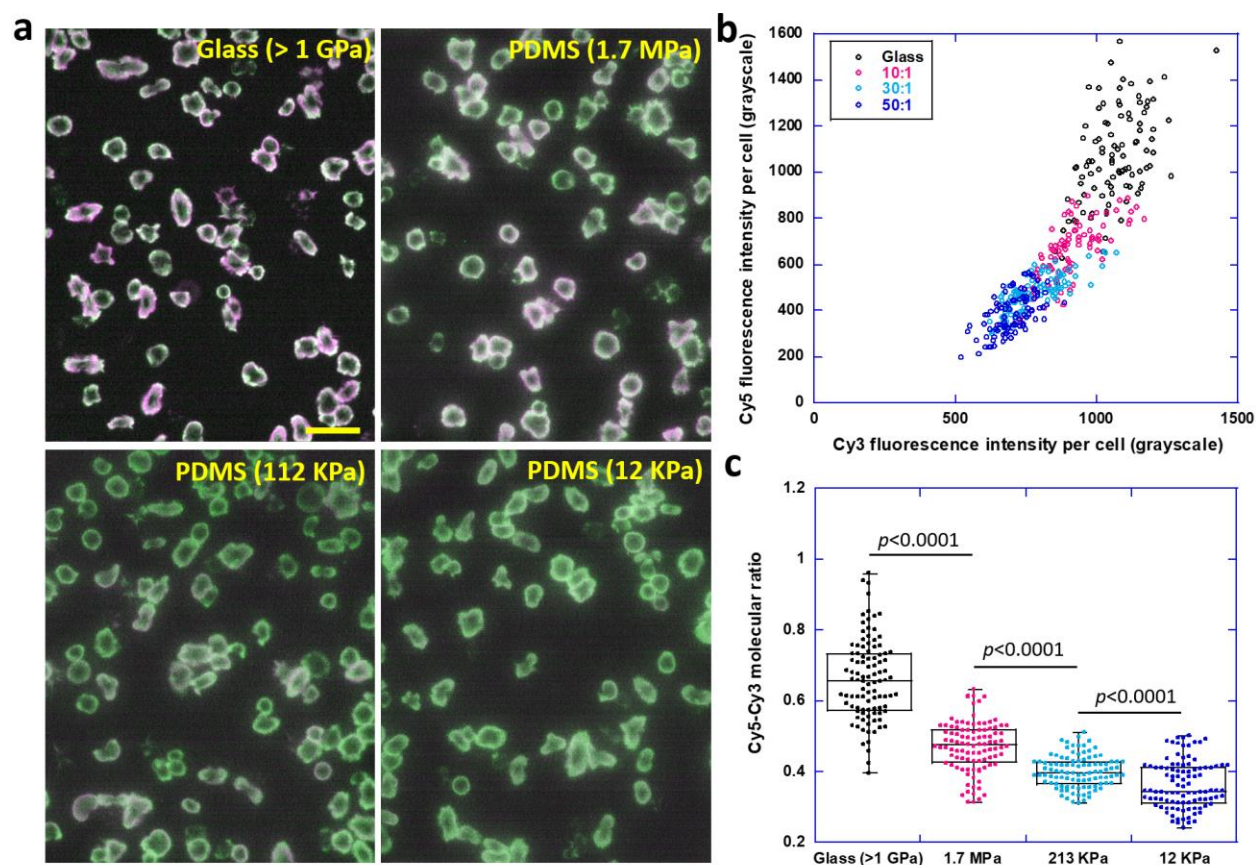 a
Glass (> 1 GPa)
PDMS (1.7 MPa)
PDMS (112 KPa)
PDMS (12 KPa)
b
1600
1400
1200
1000
800
600
400
200
0
Cy5 fluorescence intensity per cell (grayscale)
Glass
10:1
30:1
50:1
0
500
1000
1500
Cy3 fluorescence intensity per cell (grayscale)
c
1.2
1
0.8
0.6
0.4
0.2
Cy5-Cy3 molecular ratio
p<0.0001
p<0.0001
p<0.0001
Glass (>1 GPa)
1.7 MPa
213 KPa
12 KPa